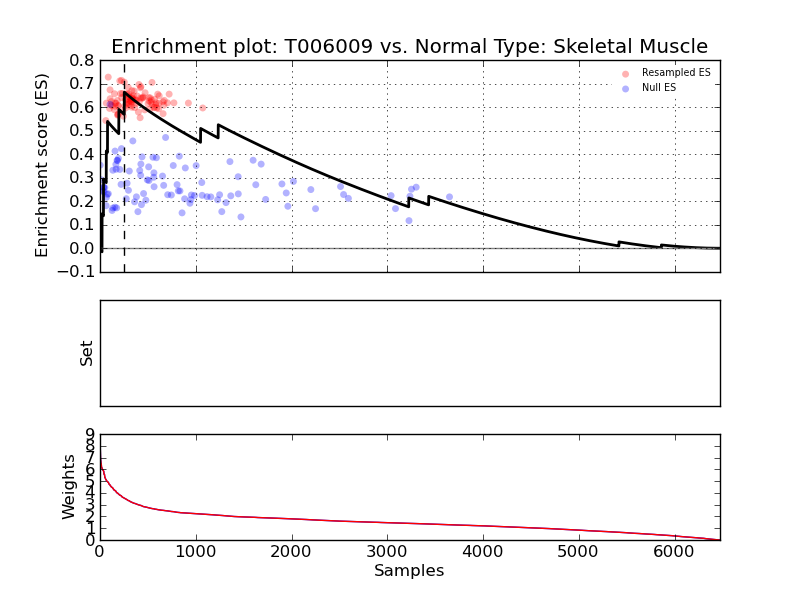 Enrichment plot: T006009 vs. Normal Type: Skeletal Muscle
0.8
0.7
0.6
0.5
0.4
0.3
0.2
0.1
0.0
−0.1
Enrichment score (ES)
Resampled ES
Null ES
Set
9
8
7
6
5
4
3
2
1
0
Weights
0 1000 2000 3000 4000 5000 6000
Samples